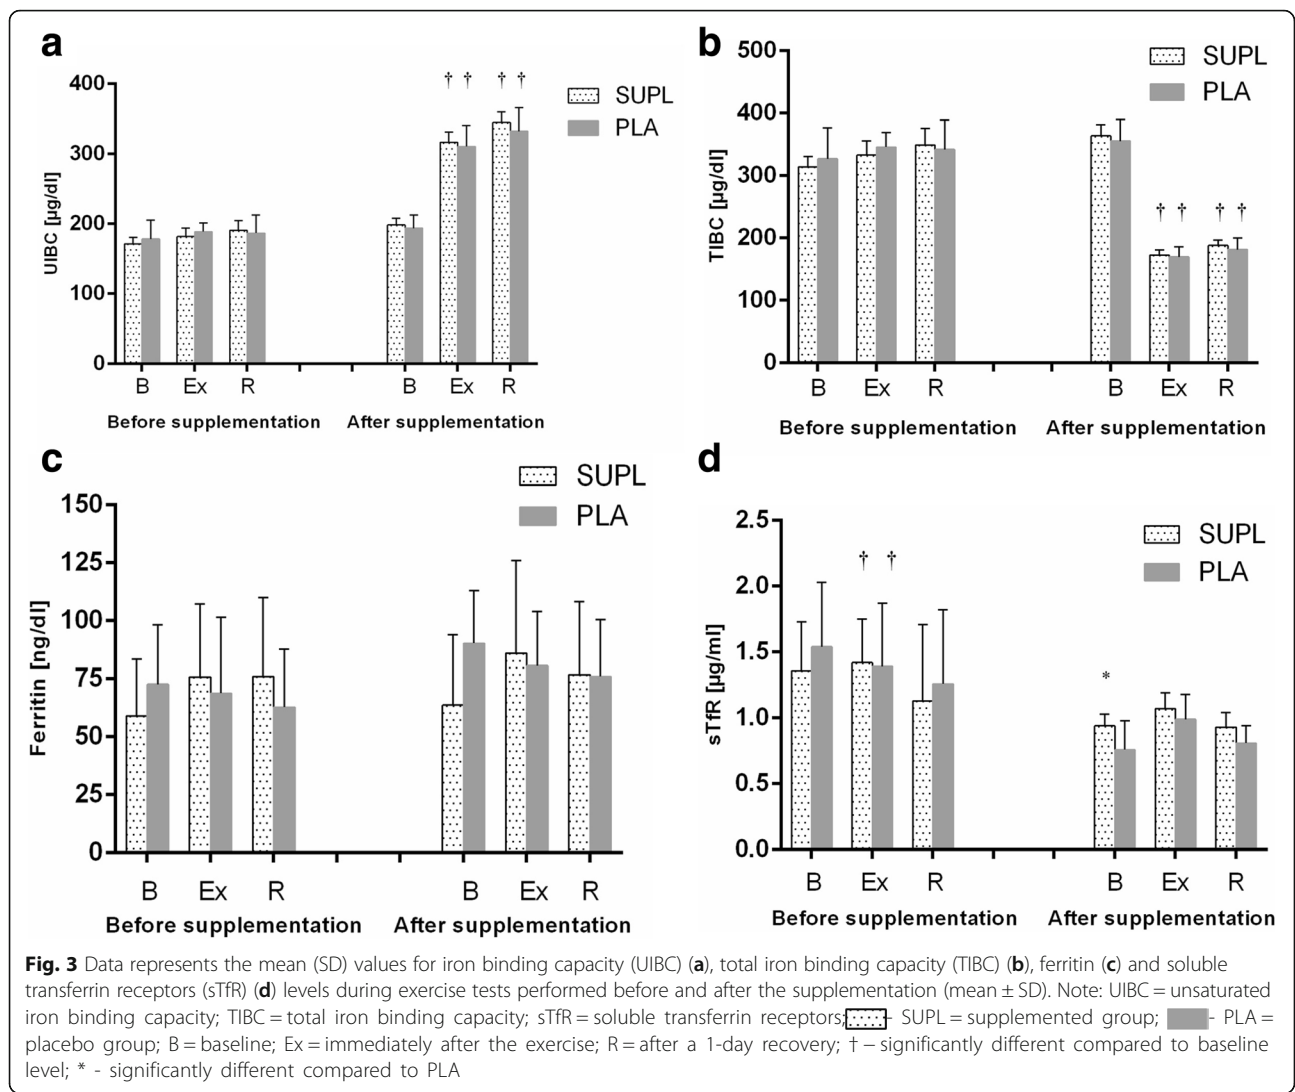 a
UIBC [µg/dl]
400
300
200
100
0
† † † †
SUPL
PLA
B Ex R B Ex R
Before supplementation After supplementation
b
TIBC [µg/dl]
500
400
300
200
100
0
SUPL
PLA
† † † †
B Ex R B Ex R
Before supplementation After supplementation
c
Ferritin [ng/dl]
150
125
100
75
50
25
0
SUPL
PLA
B Ex R B Ex R
Before supplementation After supplementation
d
sTfR [µg/ml]
2.5
2.0
1.5
1.0
0.5
0.0
SUPL
PLA
† †
*
B Ex R B Ex R
Before supplementation After supplementation
Fig. 3 Data represents the mean (SD) values for iron binding capacity (UIBC) (a), total iron binding capacity (TIBC) (b), ferritin (c) and soluble
transferrin receptors (sTfR) (d) levels during exercise tests performed before and after the supplementation (mean ± SD). Note: UIBC = unsaturated
iron binding capacity; TIBC = total iron binding capacity; sTfR = soluble transferrin receptors; - SUPL = supplemented group; - PLA =
placebo group; B = baseline; Ex = immediately after the exercise; R = after a 1-day recovery; † – significantly different compared to baseline
level; * - significantly different compared to PLA